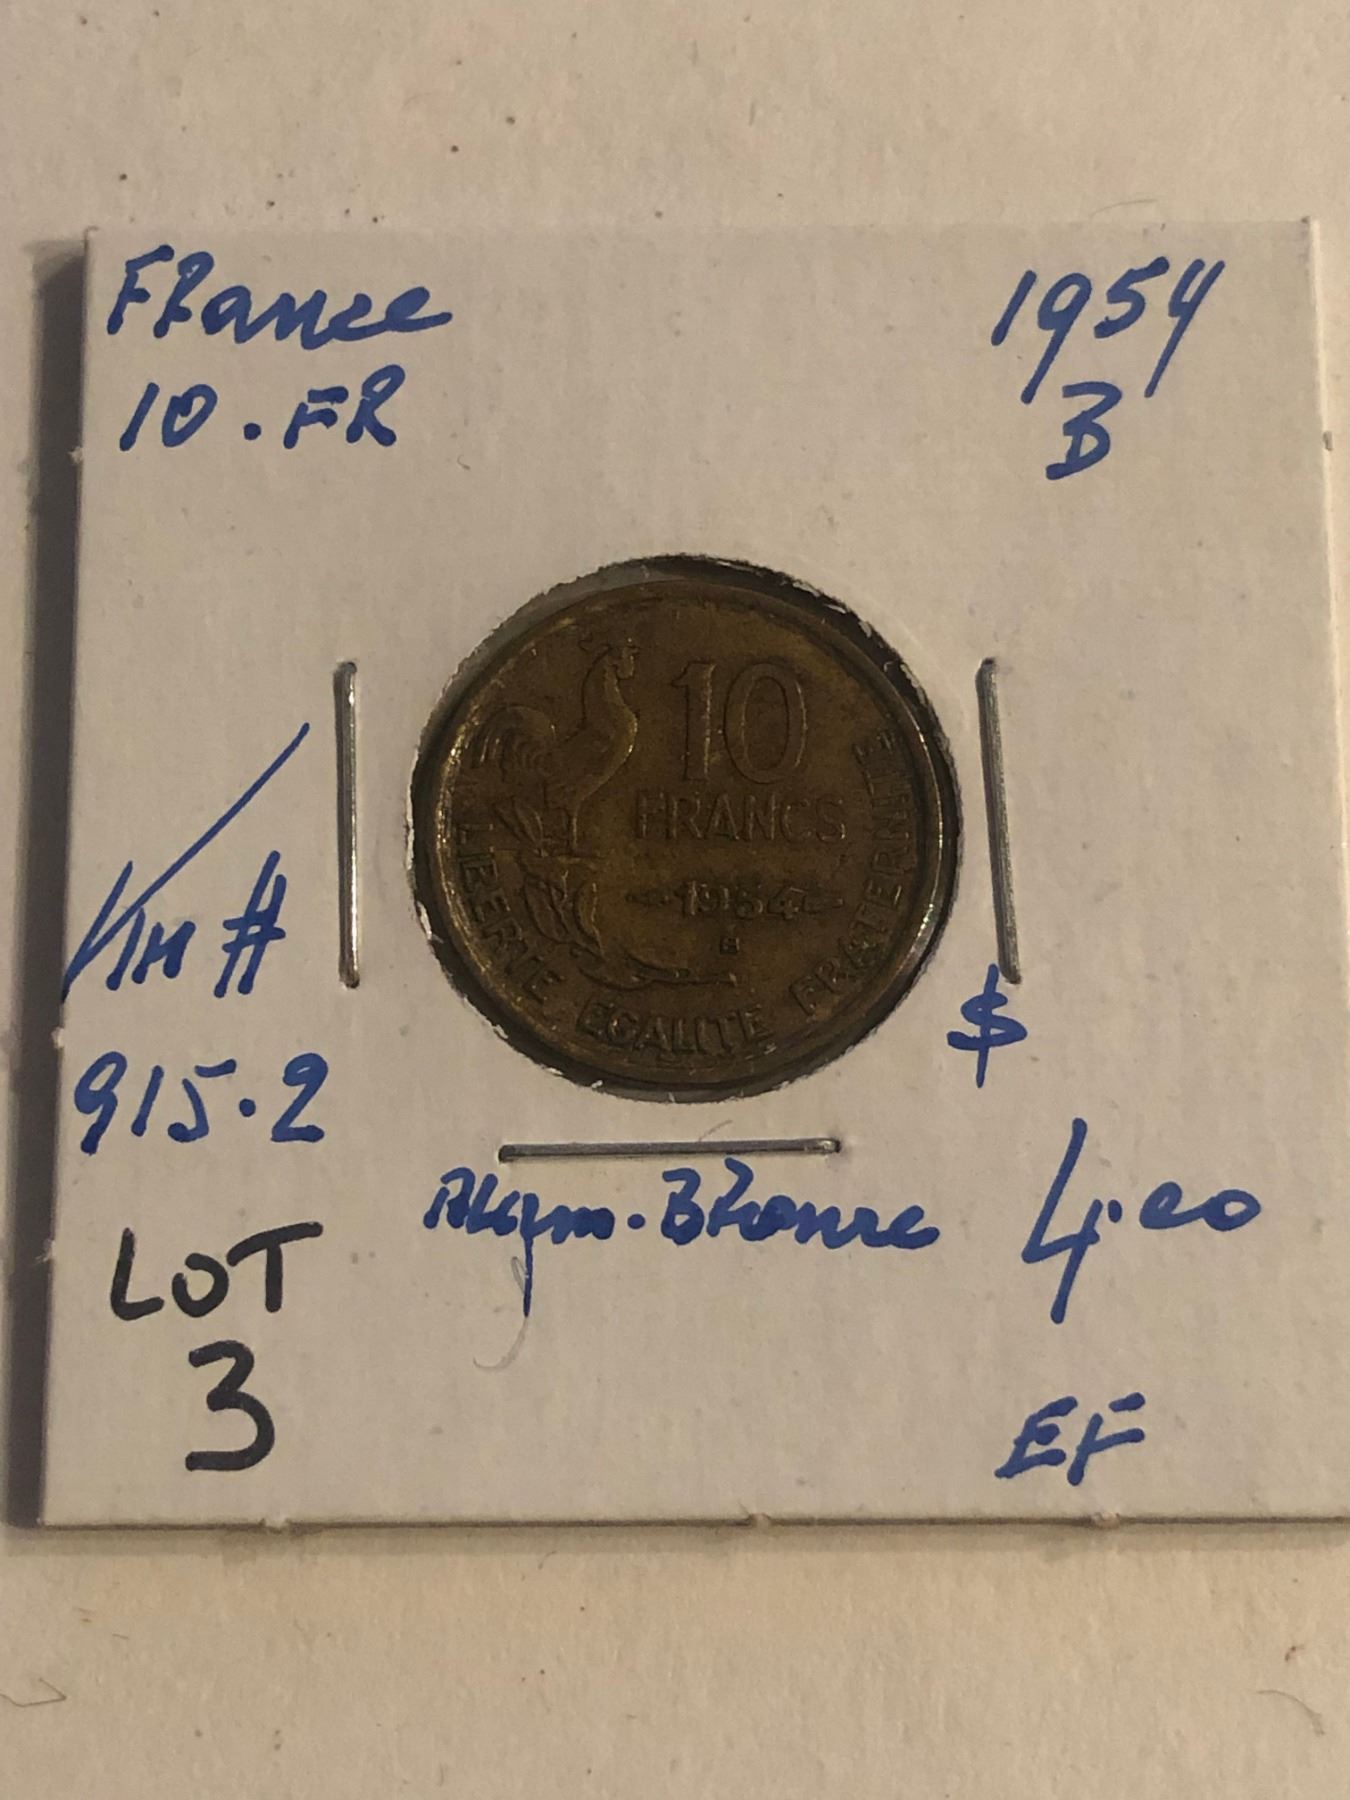 France
10.FR
1954
B
10
FRANCS
1954
B
LIBERTE EGALITE FRATERNITE
KM #
915.2
$
4.00
Alum.Bronze
LOT
3
EF